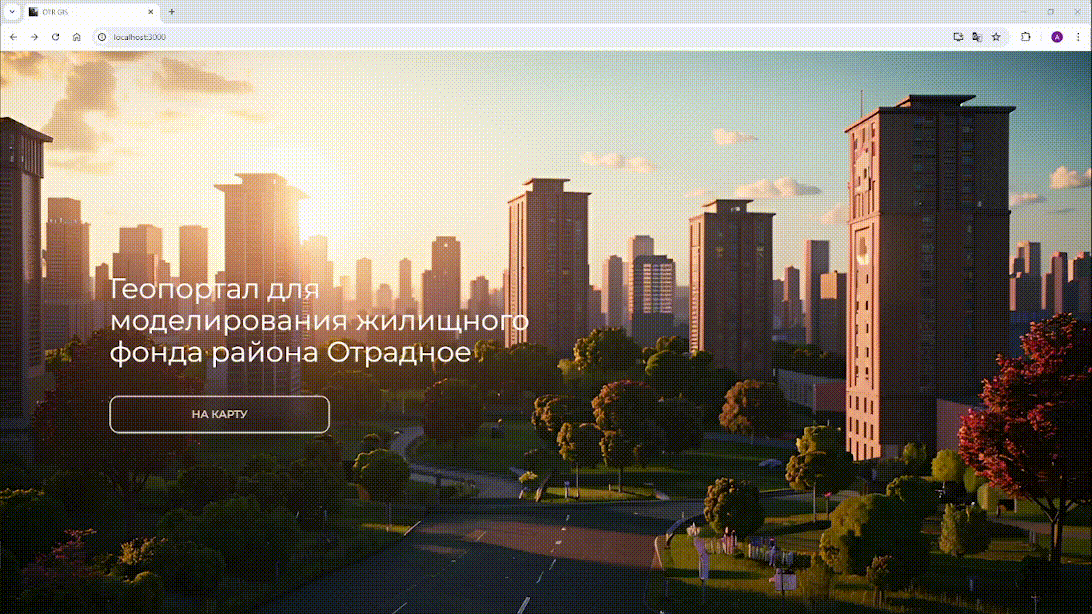 OTR GIS
localhost:3000
Геопортал для
моделирования жилищного
фонда района Отрадное
НА КАРТУ
A